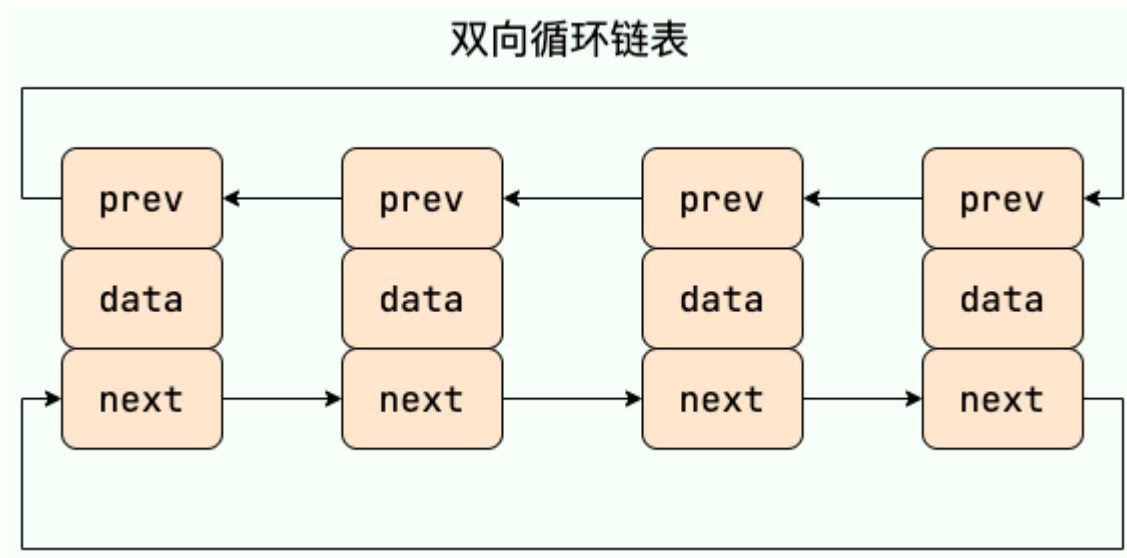 双向循环链表
prev prev prev prev
data data data data
next next next next